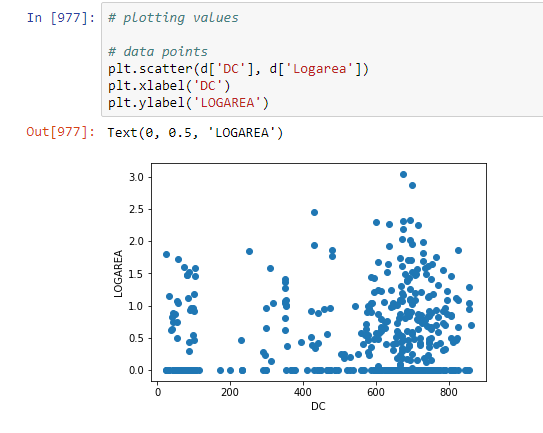 In [977]: # plotting values
# data points
plt.scatter(d['DC'], d['Logarea'])
plt.xlabel('DC')
plt.ylabel('LOGAREA')
Out[977]: Text(0, 0.5, 'LOGAREA')
3.0
2.5
2.0
1.5
1.0
0.5
0.0
LOGAREA
0 200 400 600 800
DC